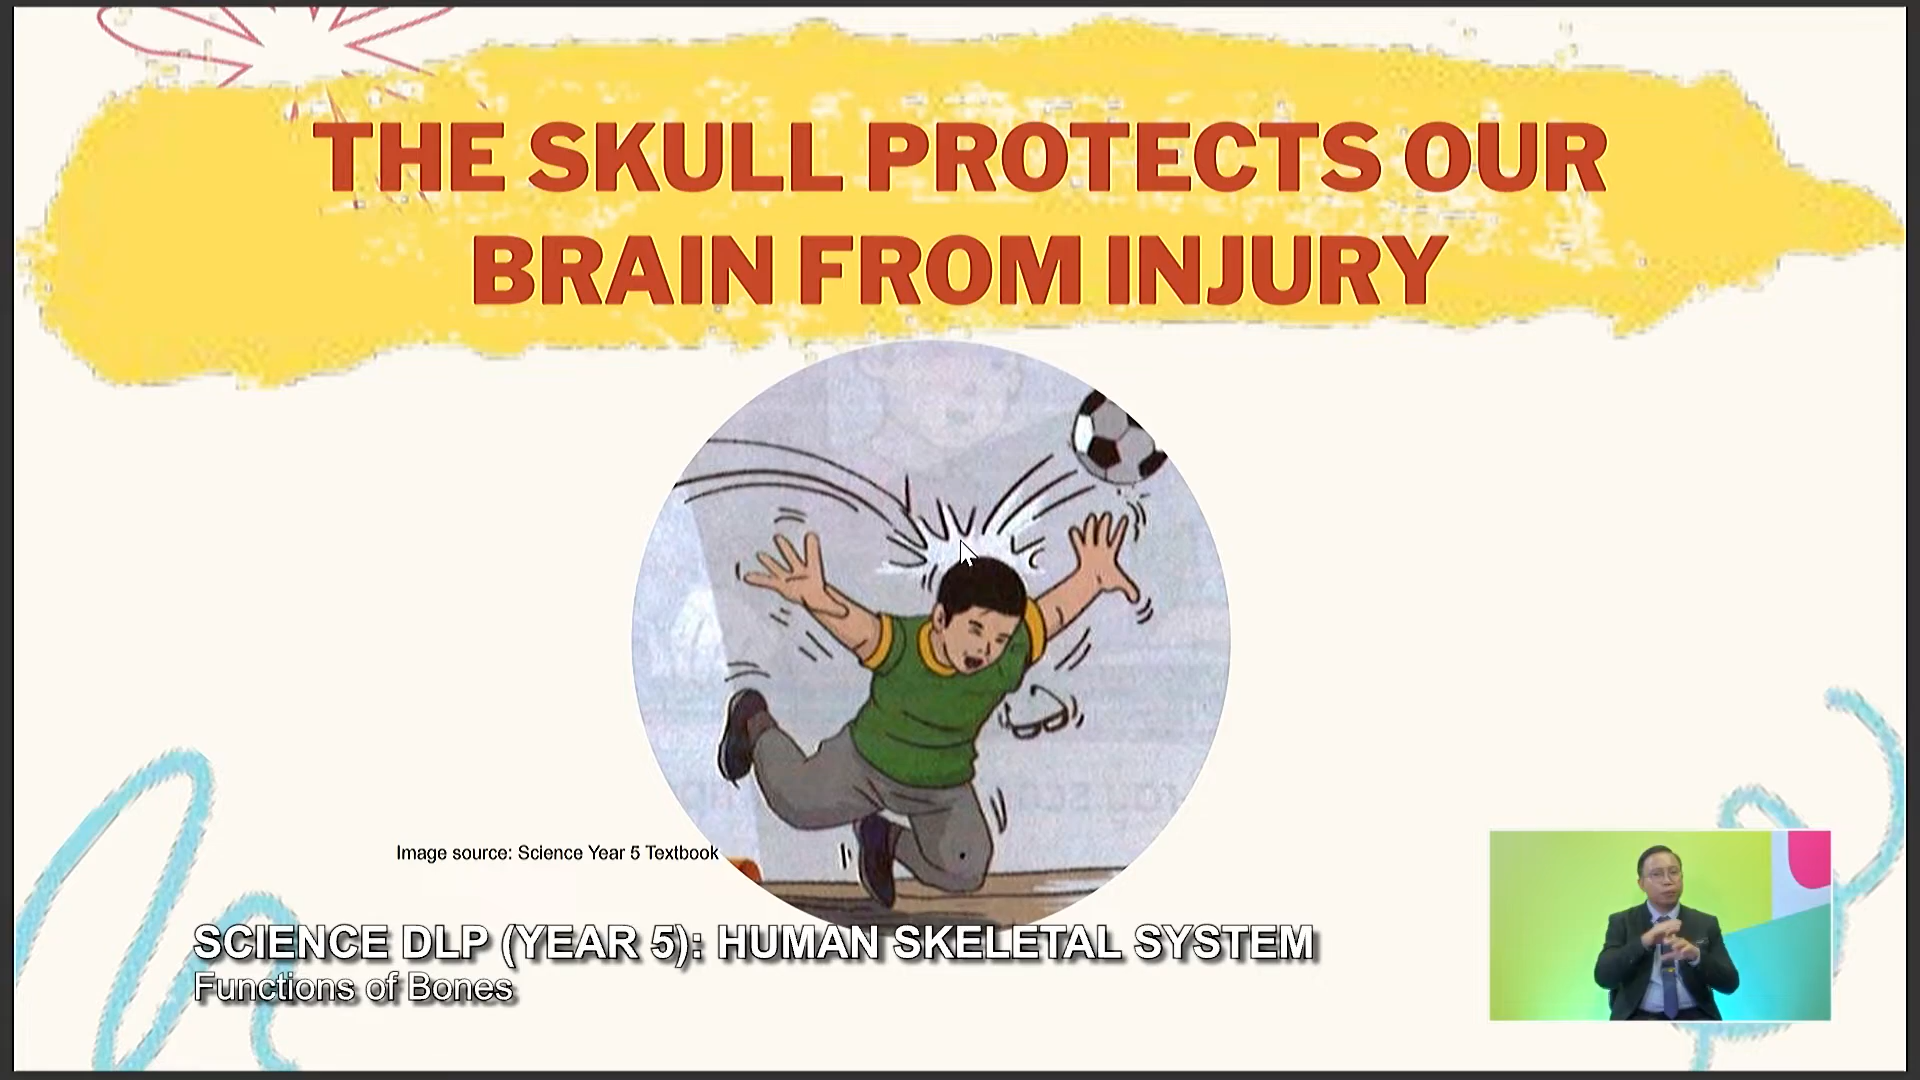 THE SKULL PROTECTS OUR
BRAIN FROM INJURY
Image source: Science Year 5 Textbook
SCIENCE DLP (YEAR 5): HUMAN SKELETAL SYSTEM
Functions of Bones